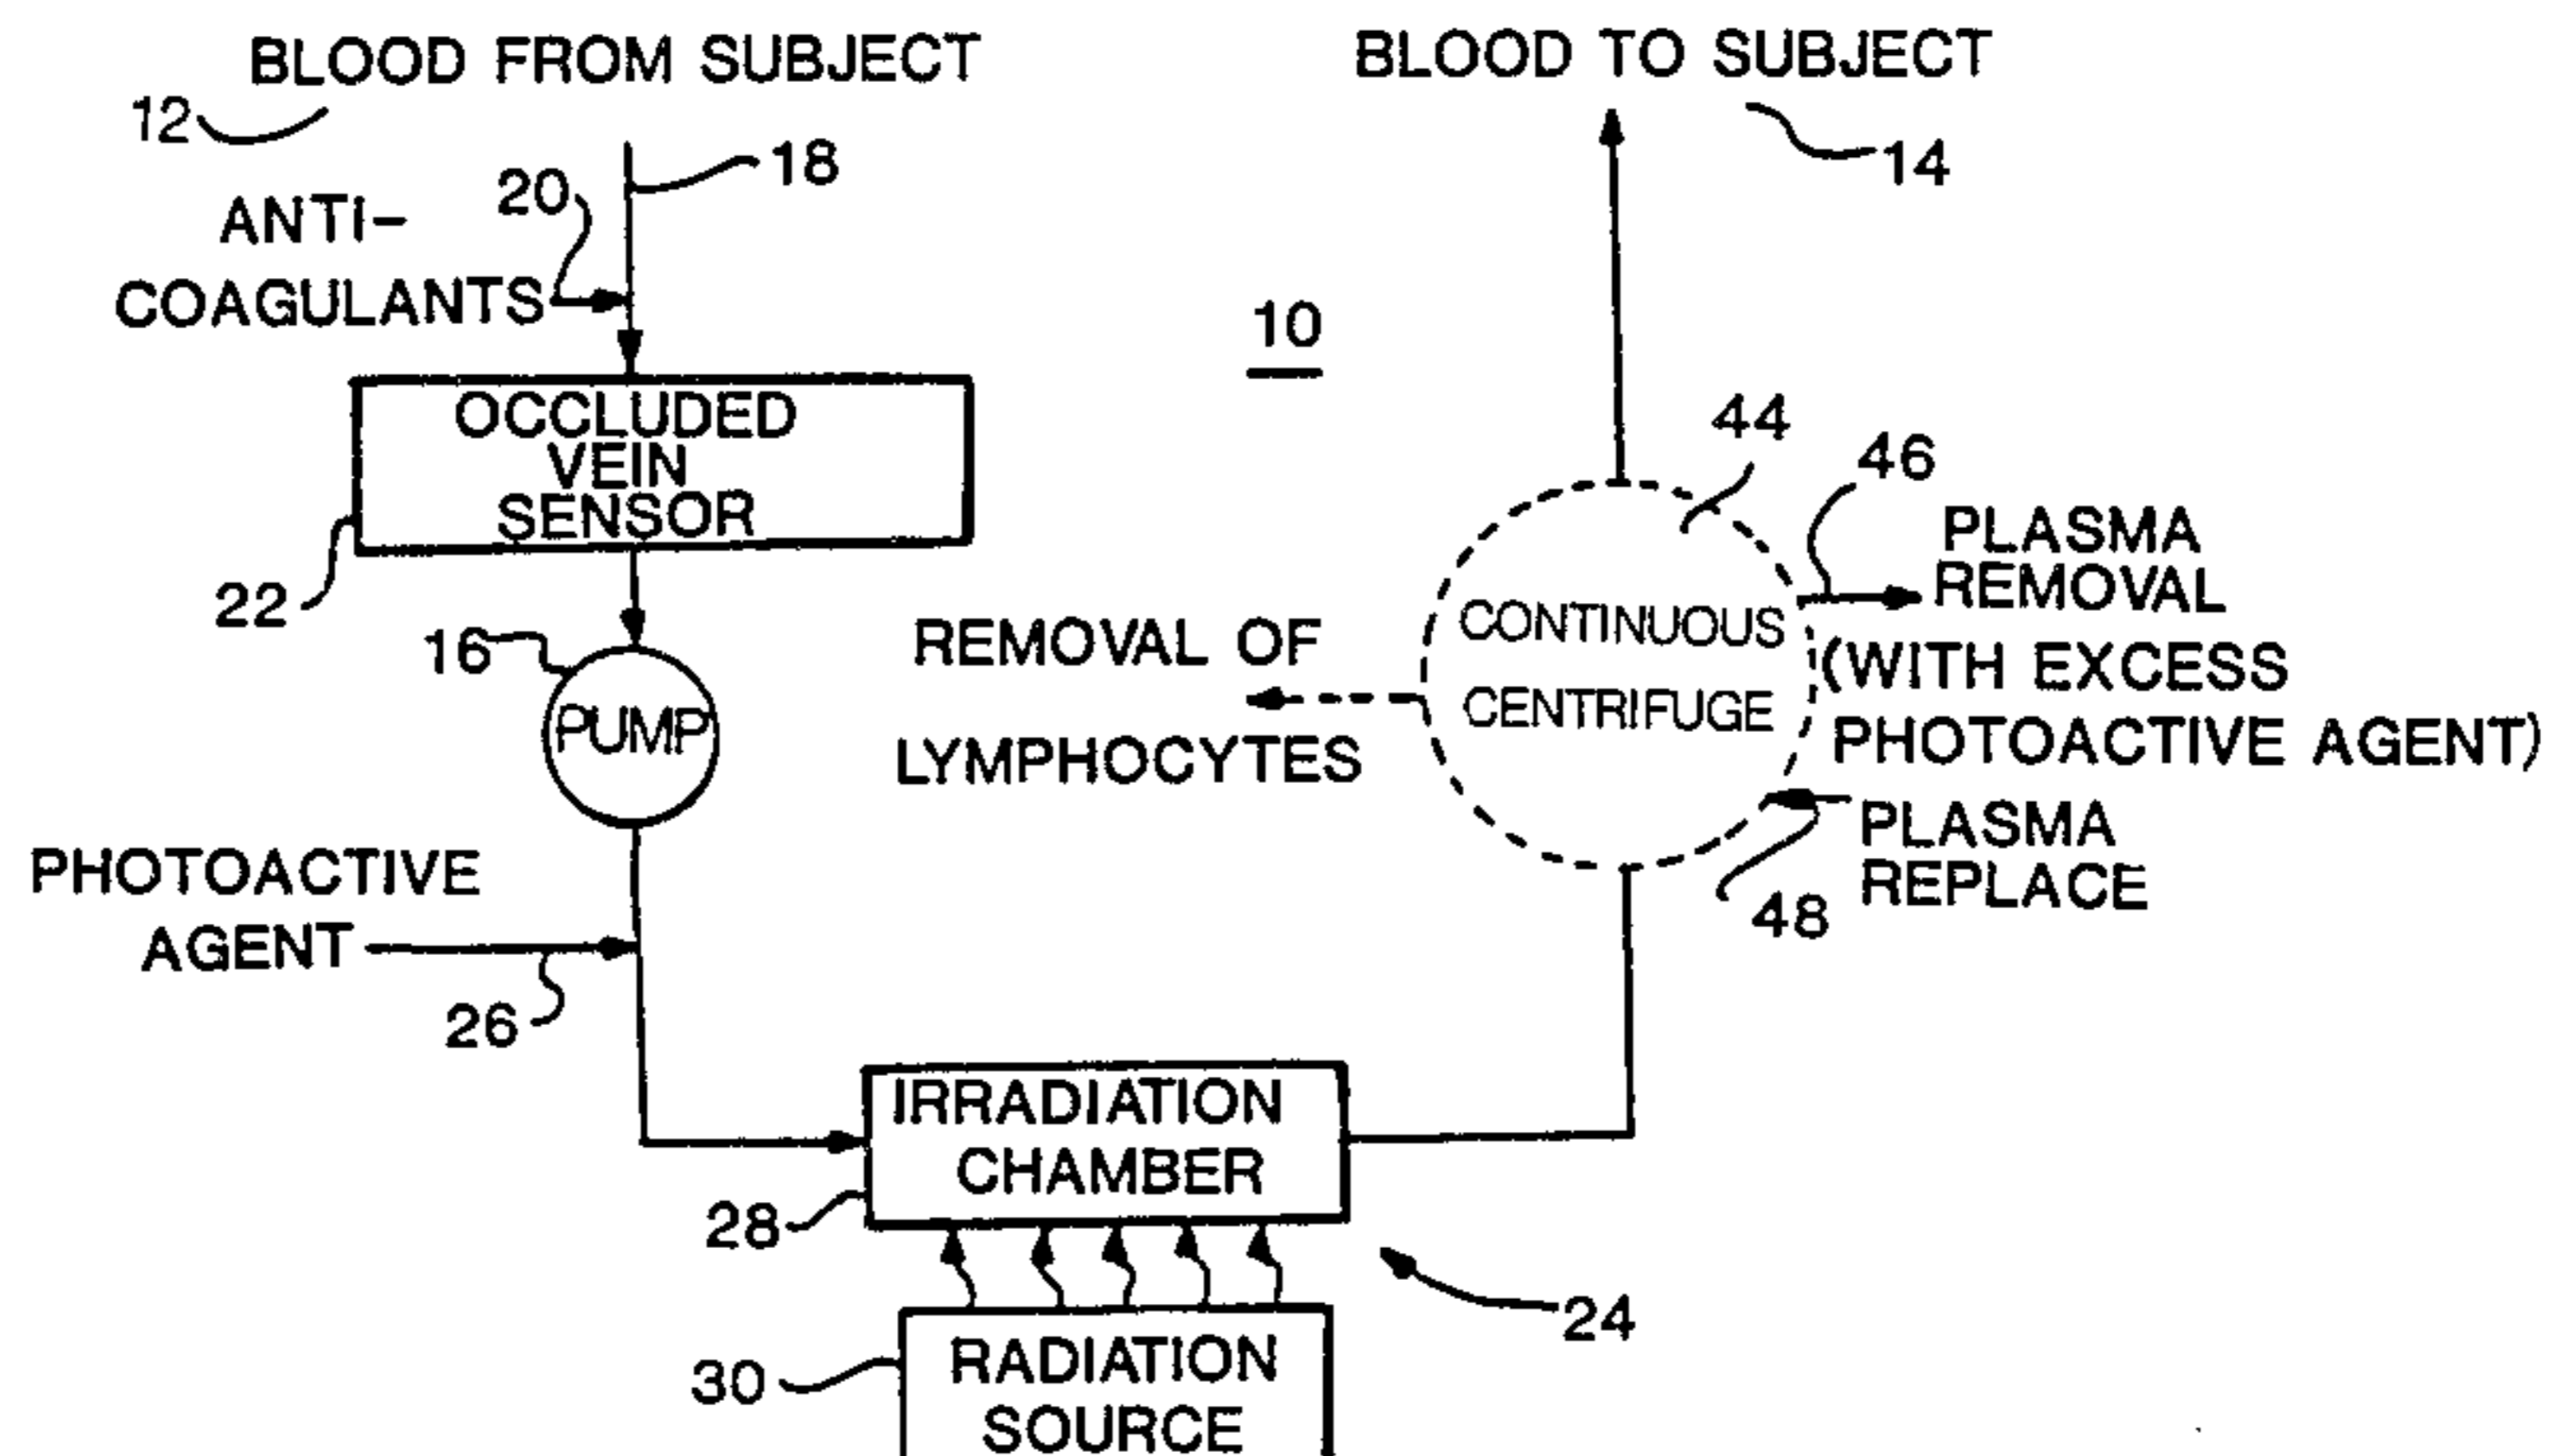 BLOOD FROM SUBJECT
12
18
20
ANTI-
COAGULANTS
OCCLUDED
VEIN
SENSOR
22
16
PUMP
PHOTOACTIVE
AGENT
26
IRRADIATION
CHAMBER
28
RADIATION
SOURCE
30
24
10
BLOOD TO SUBJECT
14
44
46
CONTINUOUS
CENTRIFUGE
REMOVAL OF
LYMPHOCYTES
PLASMA
REMOVAL
(WITH EXCESS
PHOTOACTIVE AGENT)
PLASMA
REPLACE
48